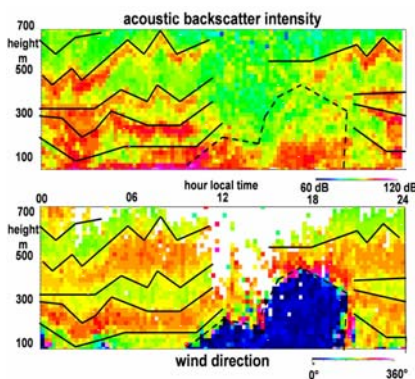 acoustic backscatter intensity
700
height
m
500
300
100
00 06 hour local time 60 dB 120 dB
700 12 18 24
height
m
500
300
100
wind direction 0° 360°